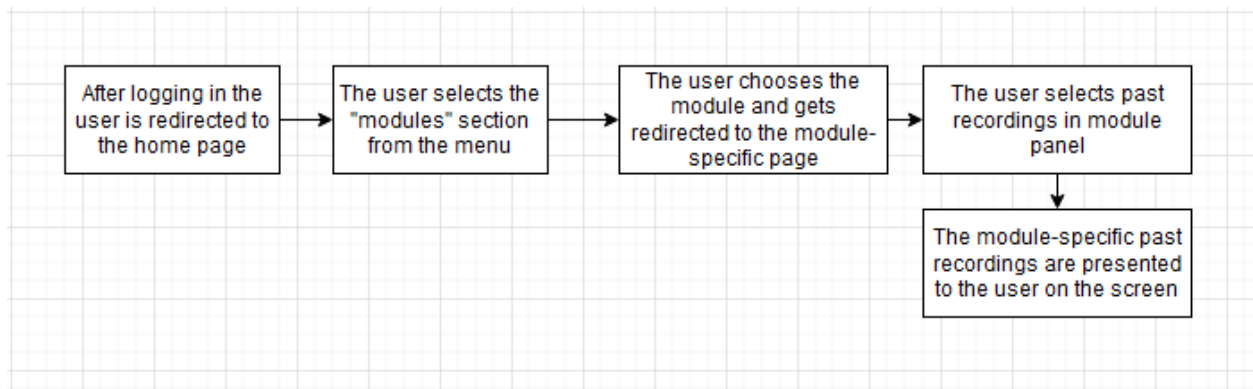 After logging in the
user is redirected to
the home page
The user selects the
"modules" section
from the menu
The user chooses the
module and gets
redirected to the module-
specific page
The user selects past
recordings in module
panel
The module-specific past
recordings are presented
to the user on the screen